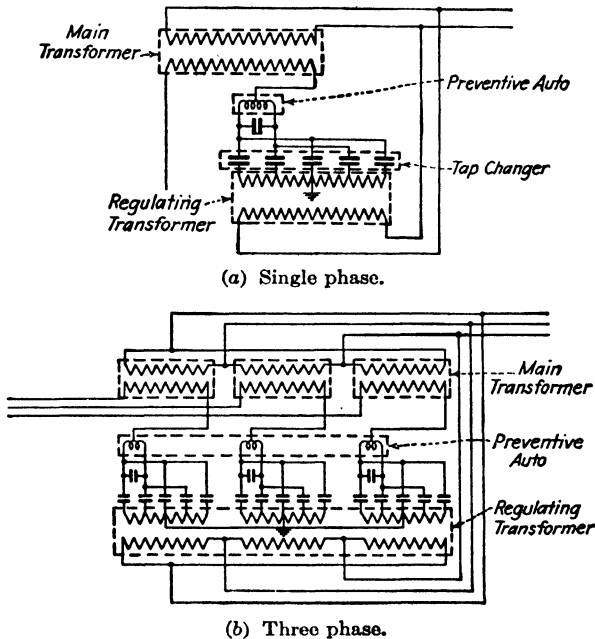 Main
Transformer
Preventive Auto
Tap Changer
Regulating
Transformer
(a) Single phase.
Main
Transformer
Preventive
Auto
Regulating
Transformer
(b) Three phase.